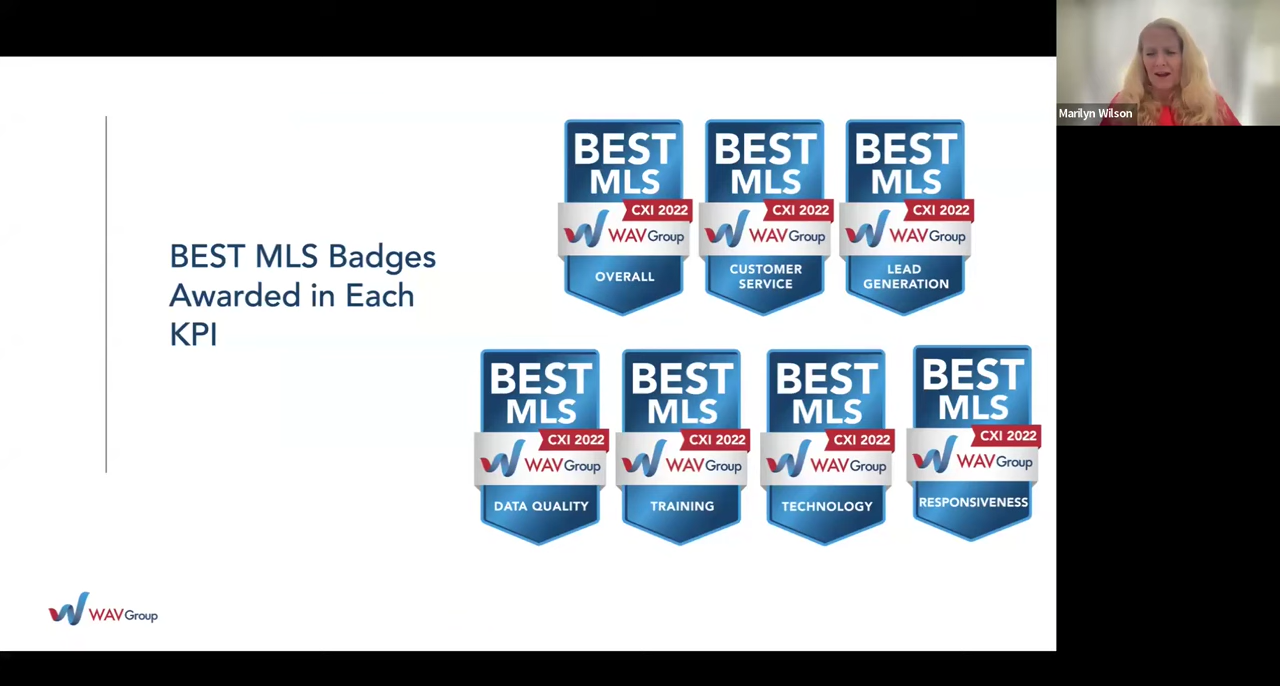 Marilyn Wilson
BEST MLS Badges
Awarded in Each
KPI
BEST
MLS
CXI 2022
WAVGroup
OVERALL
BEST
MLS
CXI 2022
WAVGroup
CUSTOMER
SERVICE
BEST
MLS
CXI 2022
WAVGroup
LEAD
GENERATION
BEST
MLS
CXI 2022
WAVGroup
DATA QUALITY
BEST
MLS
CXI 2022
WAVGroup
TRAINING
BEST
MLS
CXI 2022
WAVGroup
TECHNOLOGY
BEST
MLS
CXI 2022
WAVGroup
RESPONSIVENESS
WAVGroup